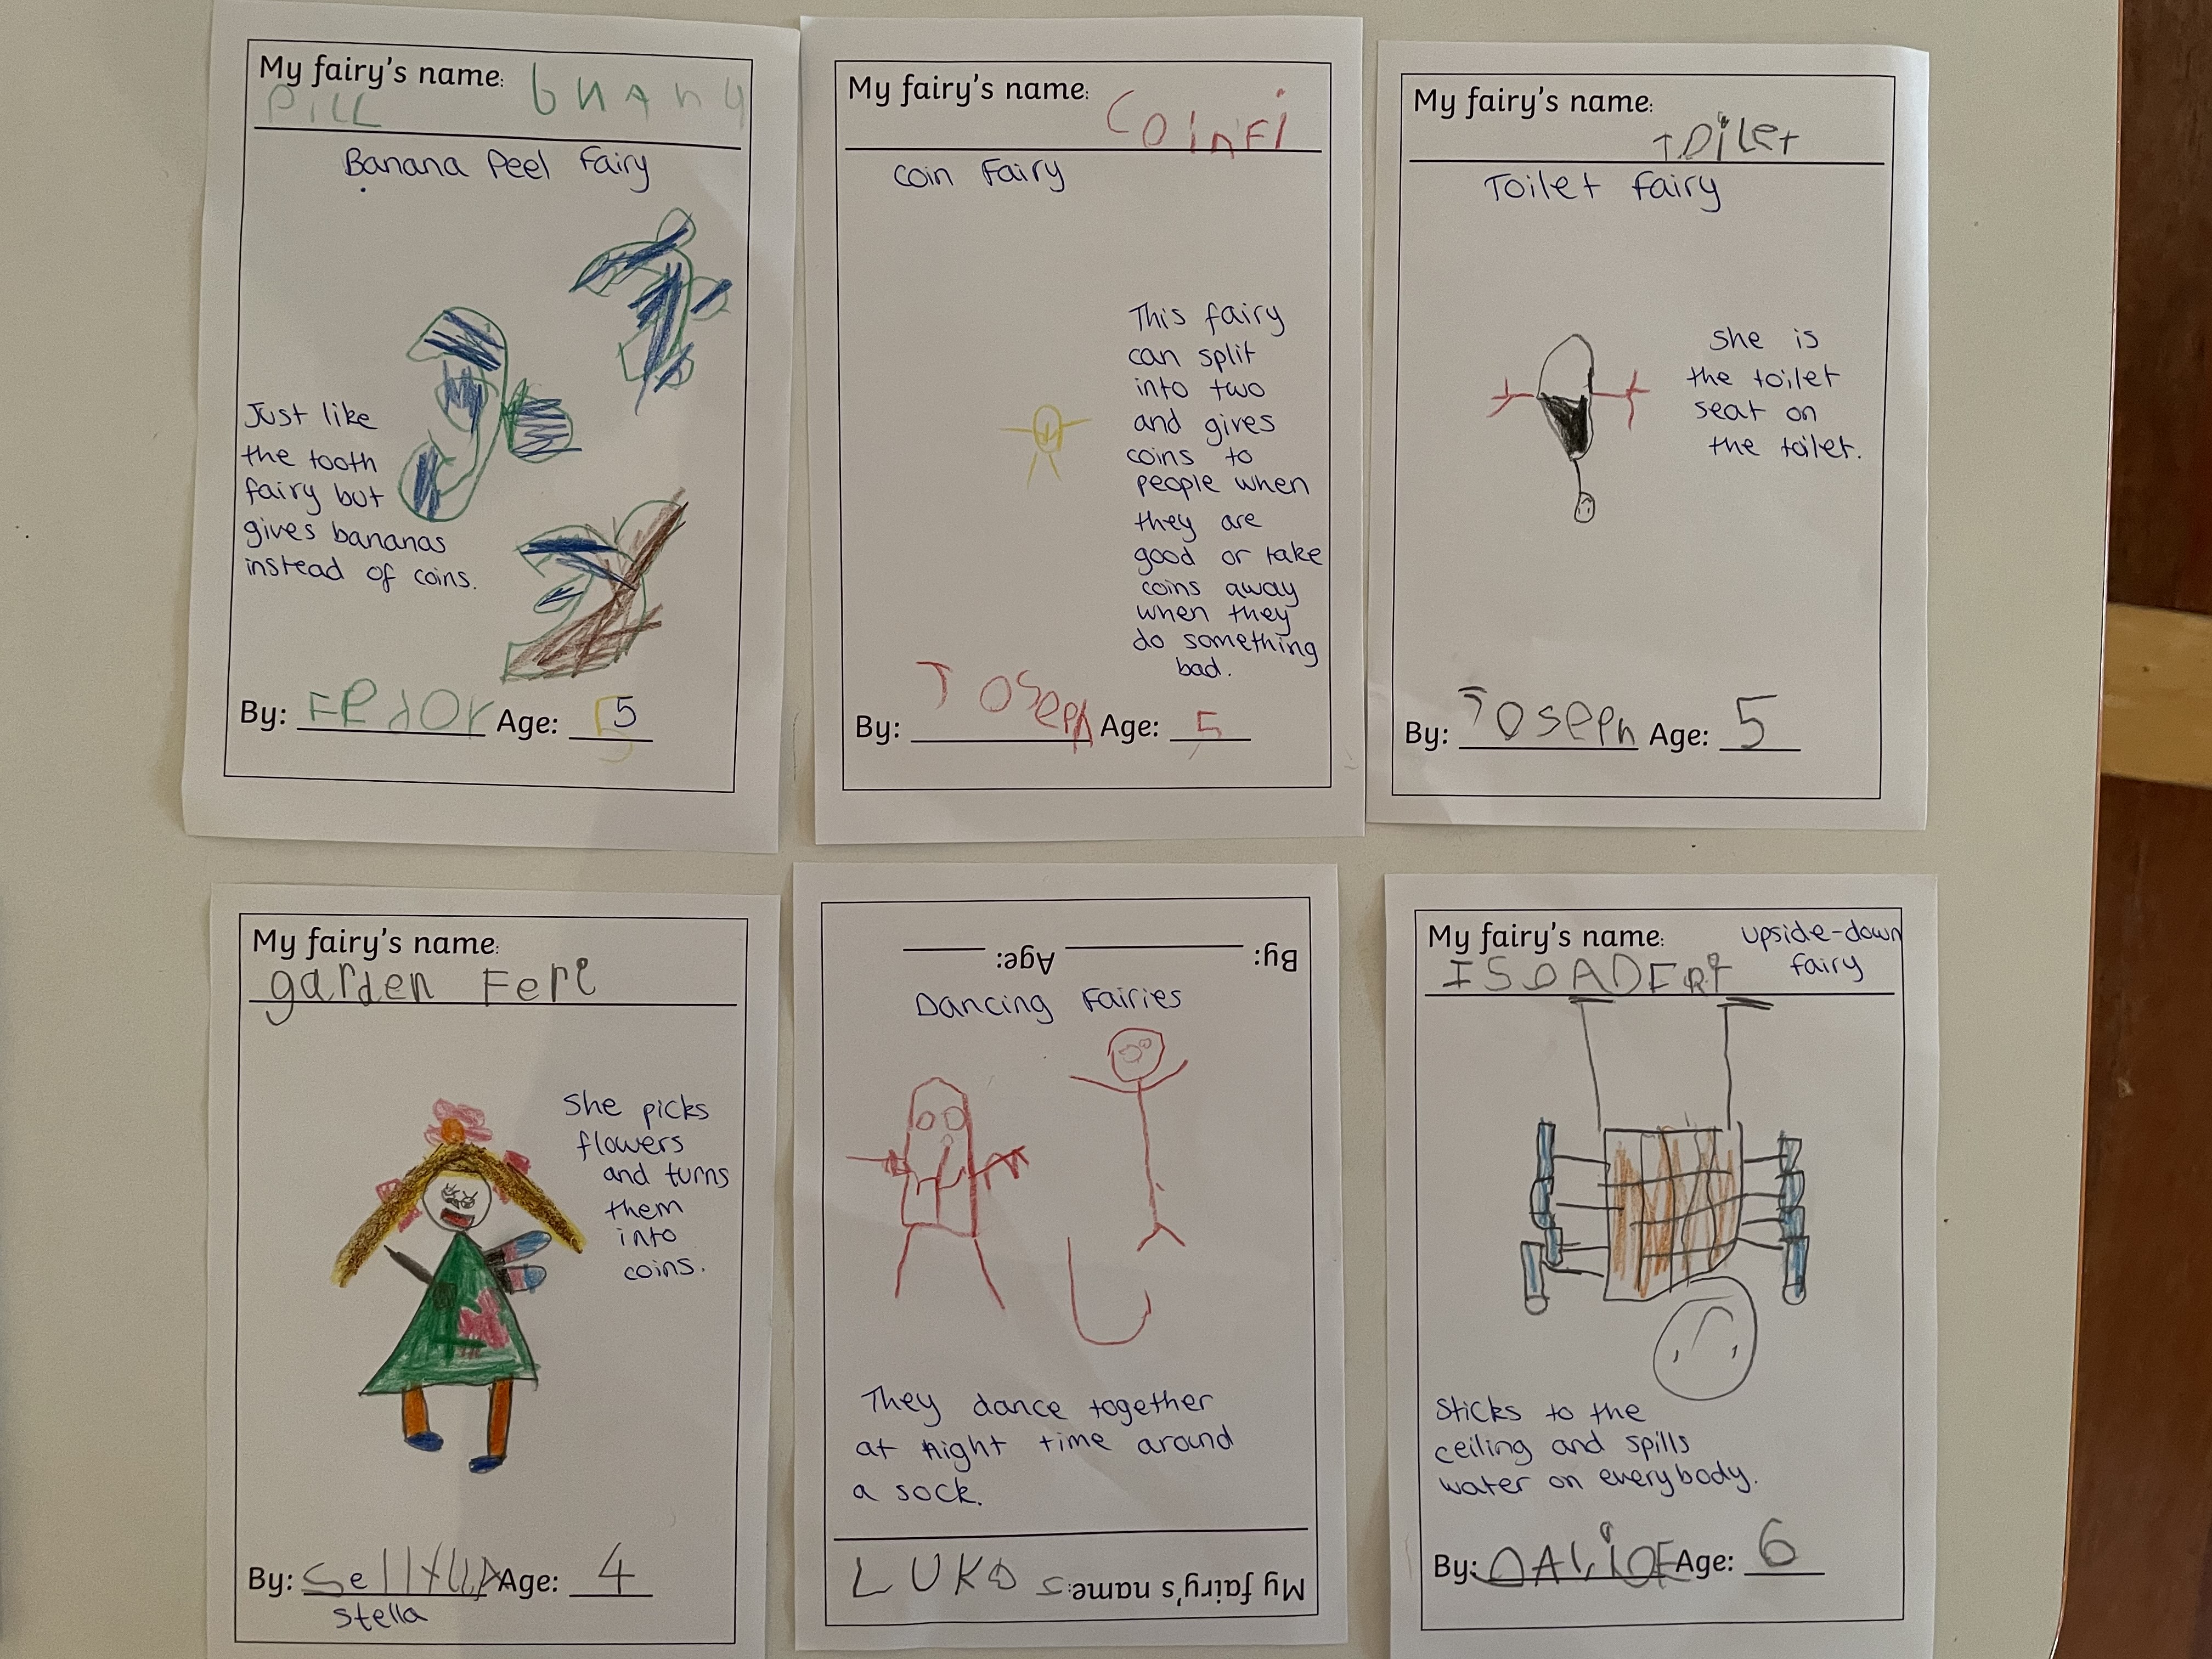 My fairy's name: bnany
PiLL
Banana Peel Fairy
Just like
the tooth
fairy but
gives bananas
instead of coins.
By: FEdOr Age: 5
My fairy's name: COinFi
Coin Fairy
This fairy
can split
into two
and gives
coins to
people when
they are
good or take
coins away
when they
do something
bad.
By: JOSEph Age: 5
My fairy's name: tOiLet
Toilet fairy
She is
the toilet
seat on
the toilet.
By: JOSEPh Age: 5
My fairy's name:
garden Fere
She picks
flowers
and turns
them
into
coins.
By: Age: 4
Stella
By: Age:
Dancing Fairies
They dance together
at night time around
a sock.
My fairy's name: LUKas
My fairy's name: upside-down
fairy
Sticks to the
ceiling and spills
water on everybody.
By: Age: 6